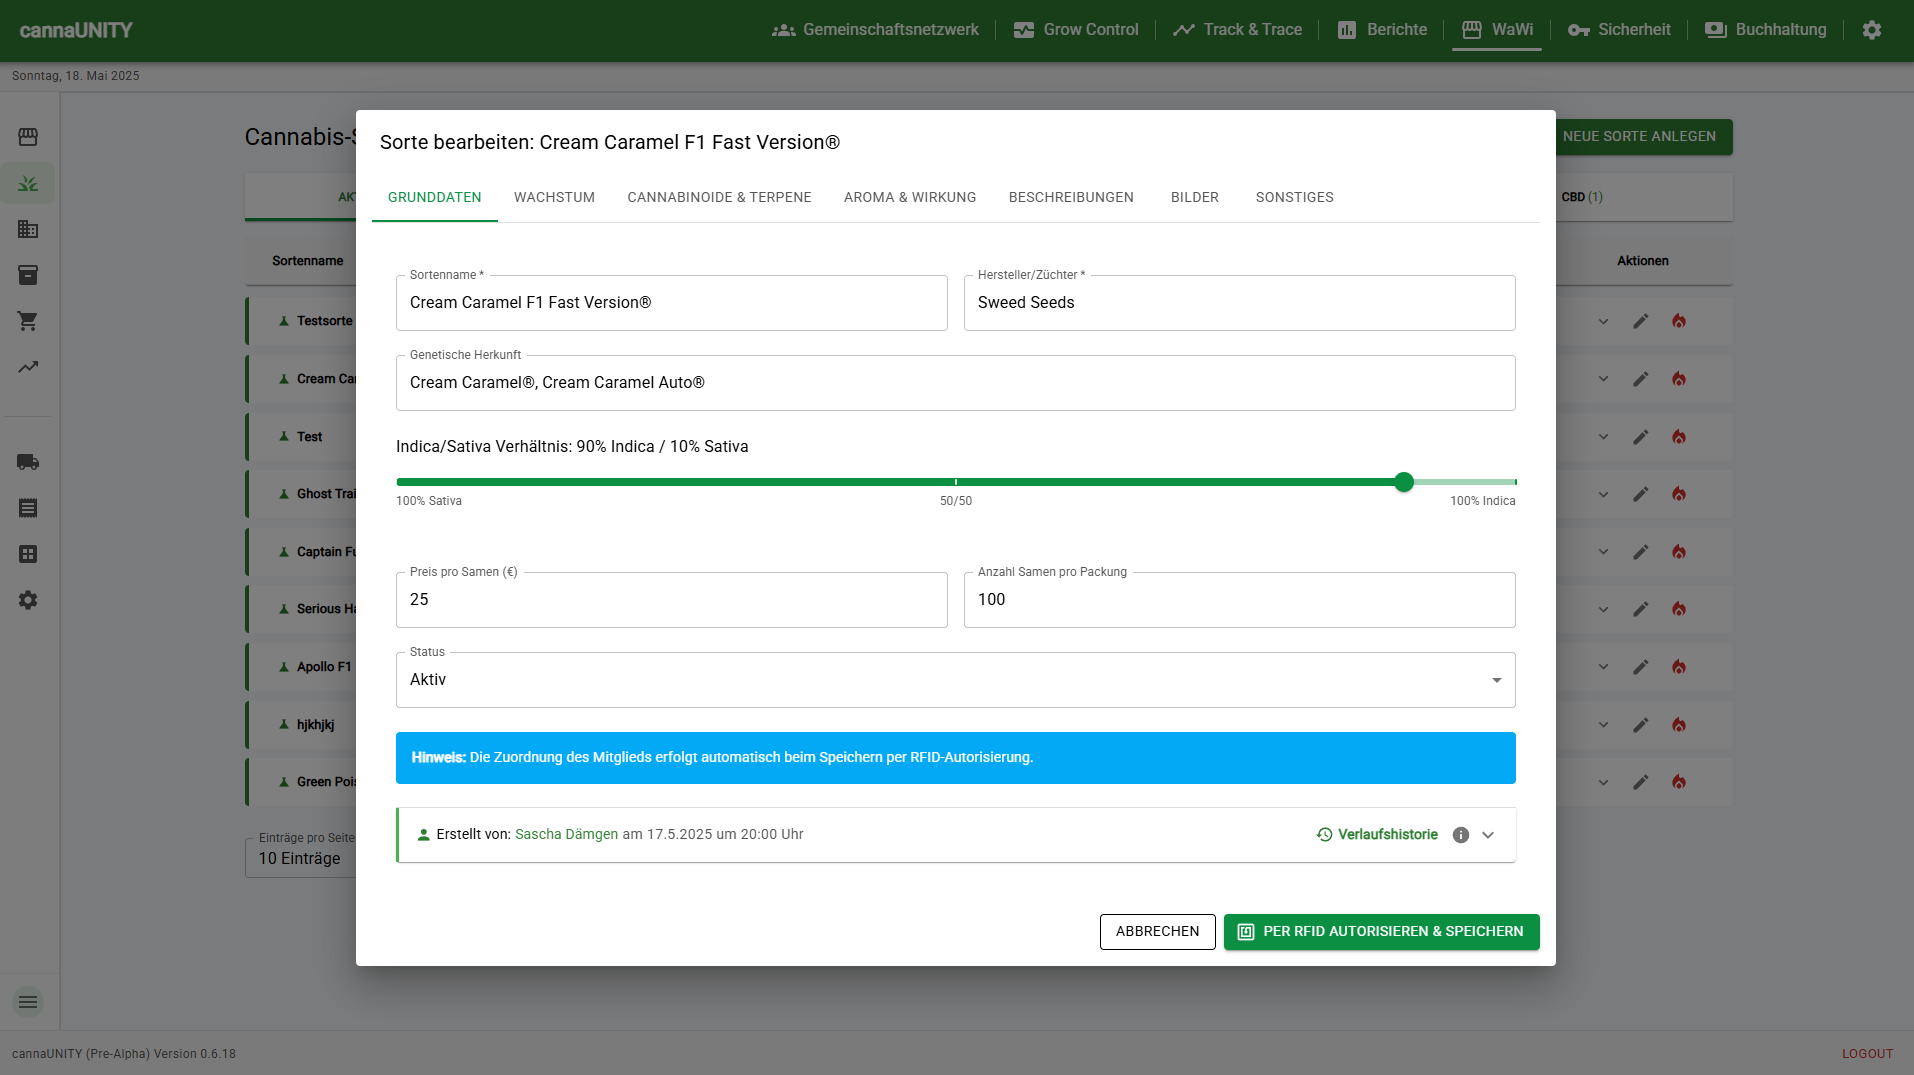 cannaUNITY
Gemeinschaftsnetzwerk
Grow Control
Track & Trace
Berichte
WaWi
Sicherheit
Buchhaltung
Sonntag, 18. Mai 2025
Cannabis-S
NEUE SORTE ANLEGEN
AKT
CBD (1)
Sortenname
Aktionen
Testsorte
Cream Car
Test
Ghost Trai
Captain Fu
Serious Ha
Apollo F1
hjkhjkj
Green Pois
Einträge pro Seite
10 Einträge
Sorte bearbeiten: Cream Caramel F1 Fast Version®
GRUNDDATEN
WACHSTUM
CANNABINOIDE & TERPENE
AROMA & WIRKUNG
BESCHREIBUNGEN
BILDER
SONSTIGES
Sortenname *
Cream Caramel F1 Fast Version®
Hersteller/Züchter *
Sweed Seeds
Genetische Herkunft
Cream Caramel®, Cream Caramel Auto®
Indica/Sativa Verhältnis: 90% Indica / 10% Sativa
100% Sativa
50/50
100% Indica
Preis pro Samen (€)
25
Anzahl Samen pro Packung
100
Status
Aktiv
Hinweis: Die Zuordnung des Mitglieds erfolgt automatisch beim Speichern per RFID-Autorisierung.
Erstellt von: Sascha Dämgen am 17.5.2025 um 20:00 Uhr
Verlaufshistorie
ABBRECHEN
PER RFID AUTORISIEREN & SPEICHERN
cannaUNITY (Pre-Alpha) Version 0.6.18
LOGOUT